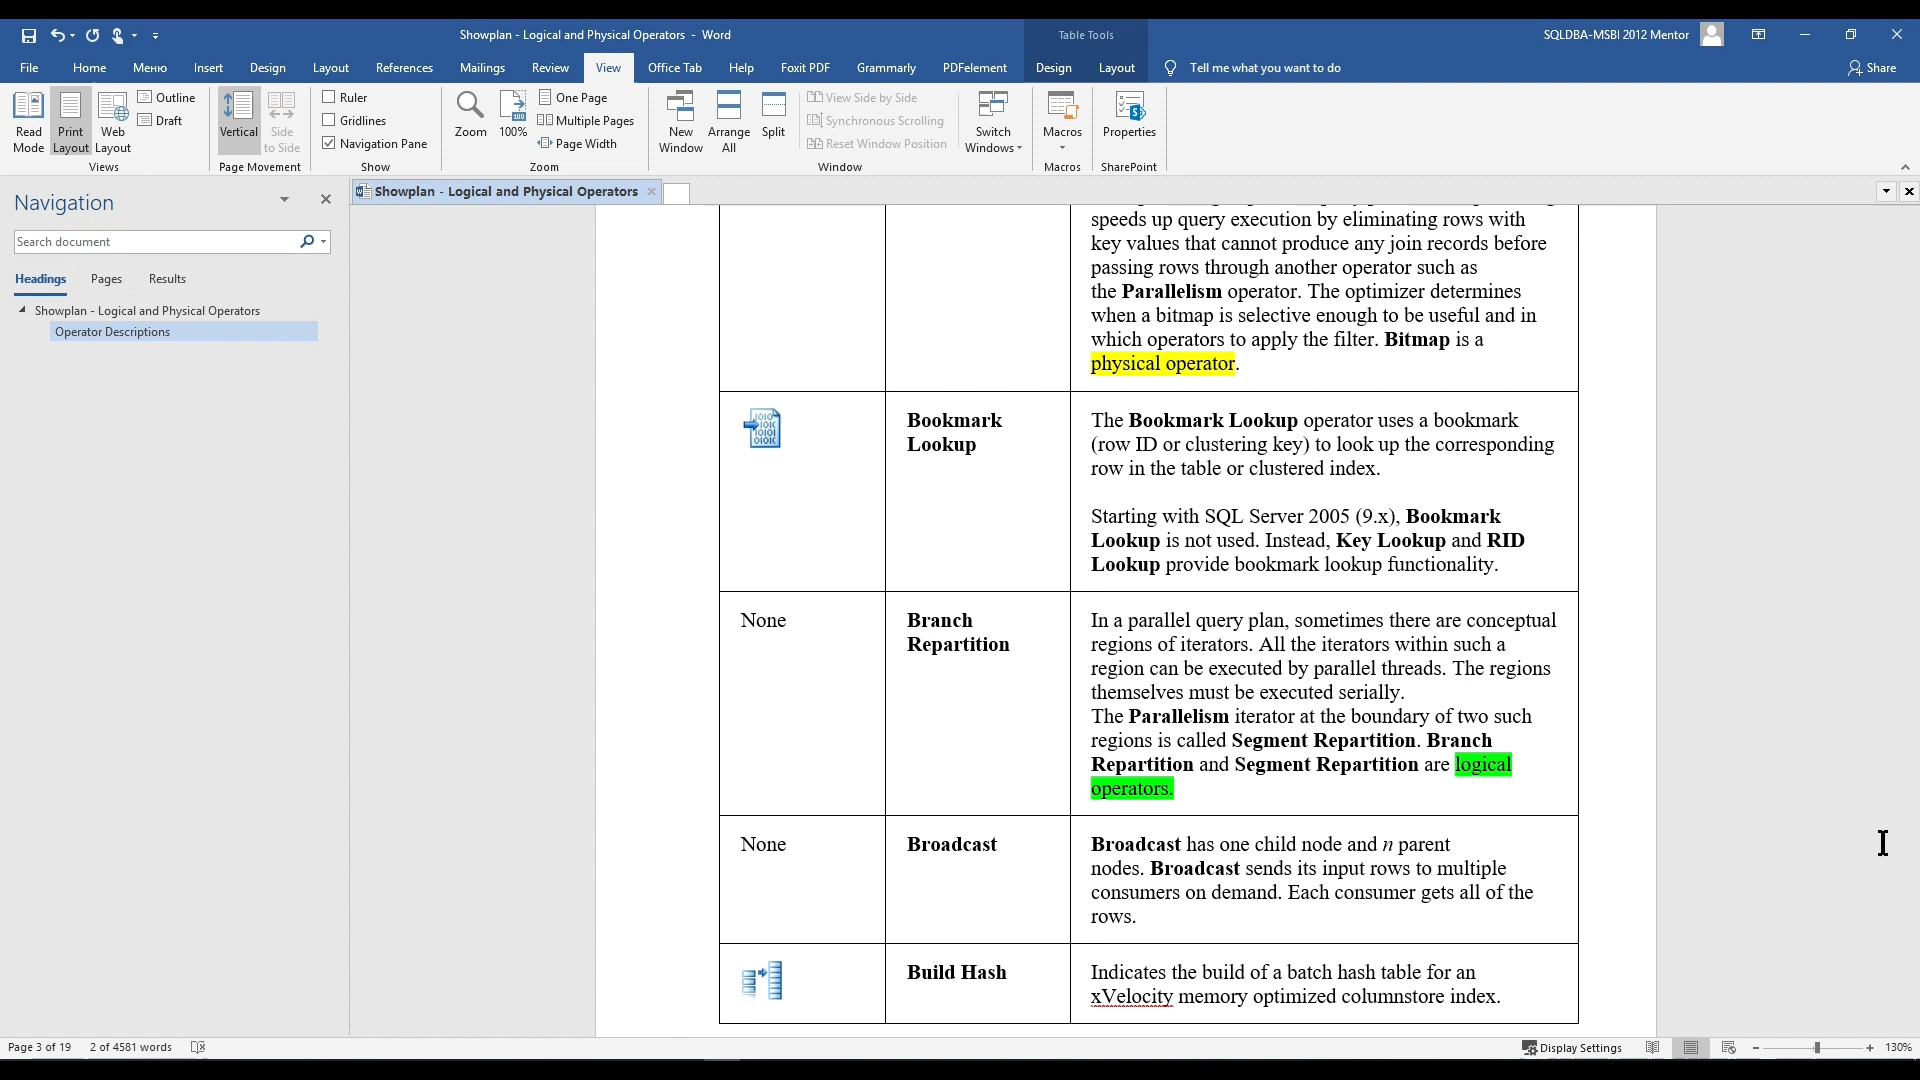 Showplan - Logical and Physical Operators - Word
Table Tools
SQLDBA-MSBI 2012 Mentor
File Home Меню Insert Design Layout References Mailings Review View Office Tab Help Foxit PDF Grammarly PDFelement Design Layout Tell me what you want to do Share
Read Mode
Print Layout
Web Layout
Outline
Draft
Views
Vertical
Side to Side
Page Movement
Ruler
Gridlines
Navigation Pane
Show
Zoom
100%
One Page
Multiple Pages
Page Width
Zoom
New Window
Arrange All
Split
View Side by Side
Synchronous Scrolling
Reset Window Position
Window
Switch Windows
Macros
Macros
Properties
SharePoint
Navigation
Search document
Headings Pages Results
Showplan - Logical and Physical Operators
Operator Descriptions
Showplan - Logical and Physical Operators
speeds up query execution by eliminating rows with
key values that cannot produce any join records before
passing rows through another operator such as
the Parallelism operator. The optimizer determines
when a bitmap is selective enough to be useful and in
which operators to apply the filter. Bitmap is a
physical operator.
Bookmark
Lookup
The Bookmark Lookup operator uses a bookmark
(row ID or clustering key) to look up the corresponding
row in the table or clustered index.
Starting with SQL Server 2005 (9.x), Bookmark
Lookup is not used. Instead, Key Lookup and RID
Lookup provide bookmark lookup functionality.
None
Branch
Repartition
In a parallel query plan, sometimes there are conceptual
regions of iterators. All the iterators within such a
region can be executed by parallel threads. The regions
themselves must be executed serially.
The Parallelism iterator at the boundary of two such
regions is called Segment Repartition. Branch
Repartition and Segment Repartition are logical
operators.
None
Broadcast
Broadcast has one child node and n parent
nodes. Broadcast sends its input rows to multiple
consumers on demand. Each consumer gets all of the
rows.
Build Hash
Indicates the build of a batch hash table for an
xVelocity memory optimized columnstore index.
Page 3 of 19 2 of 4581 words
Display Settings
130%